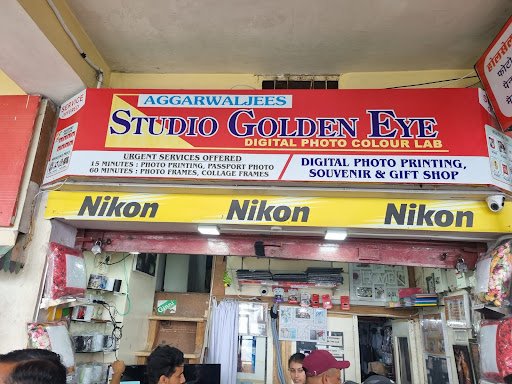 AGGARWALJEES
STUDIO GOLDEN EYE
DIGITAL PHOTO COLOUR LAB
URGENT SERVICES OFFERED
15 MINUTES : PHOTO PRINTING, PASSPORT PHOTO
60 MINUTES : PHOTO FRAMES, COLLAGE FRAMES
DIGITAL PHOTO PRINTING,
SOUVENIR & GIFT SHOP
Nikon Nikon Nikon
SERVICE